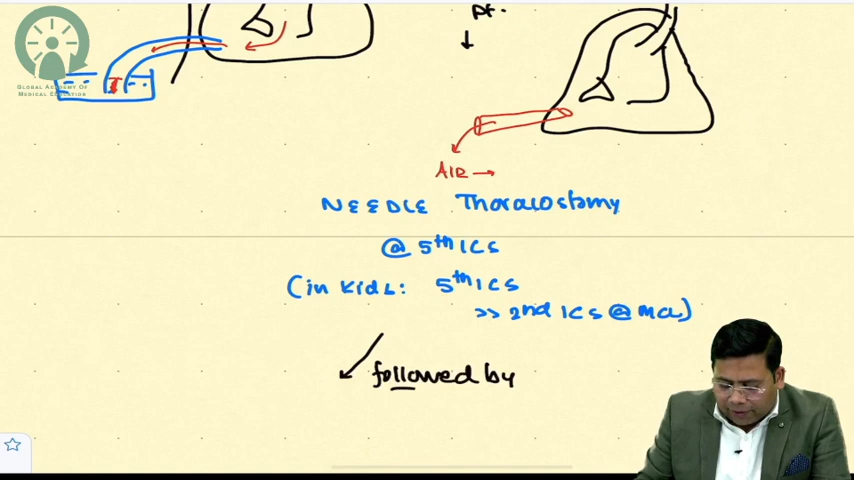 pt.
GLOBAL ACADEMY OF
MEDICAL EDUCATION
AIR →
NEEDLE Thoracostomy
@ 5th ICS
(in kids: 5th ICS
>> 2nd ICS @ MCL)
followed by